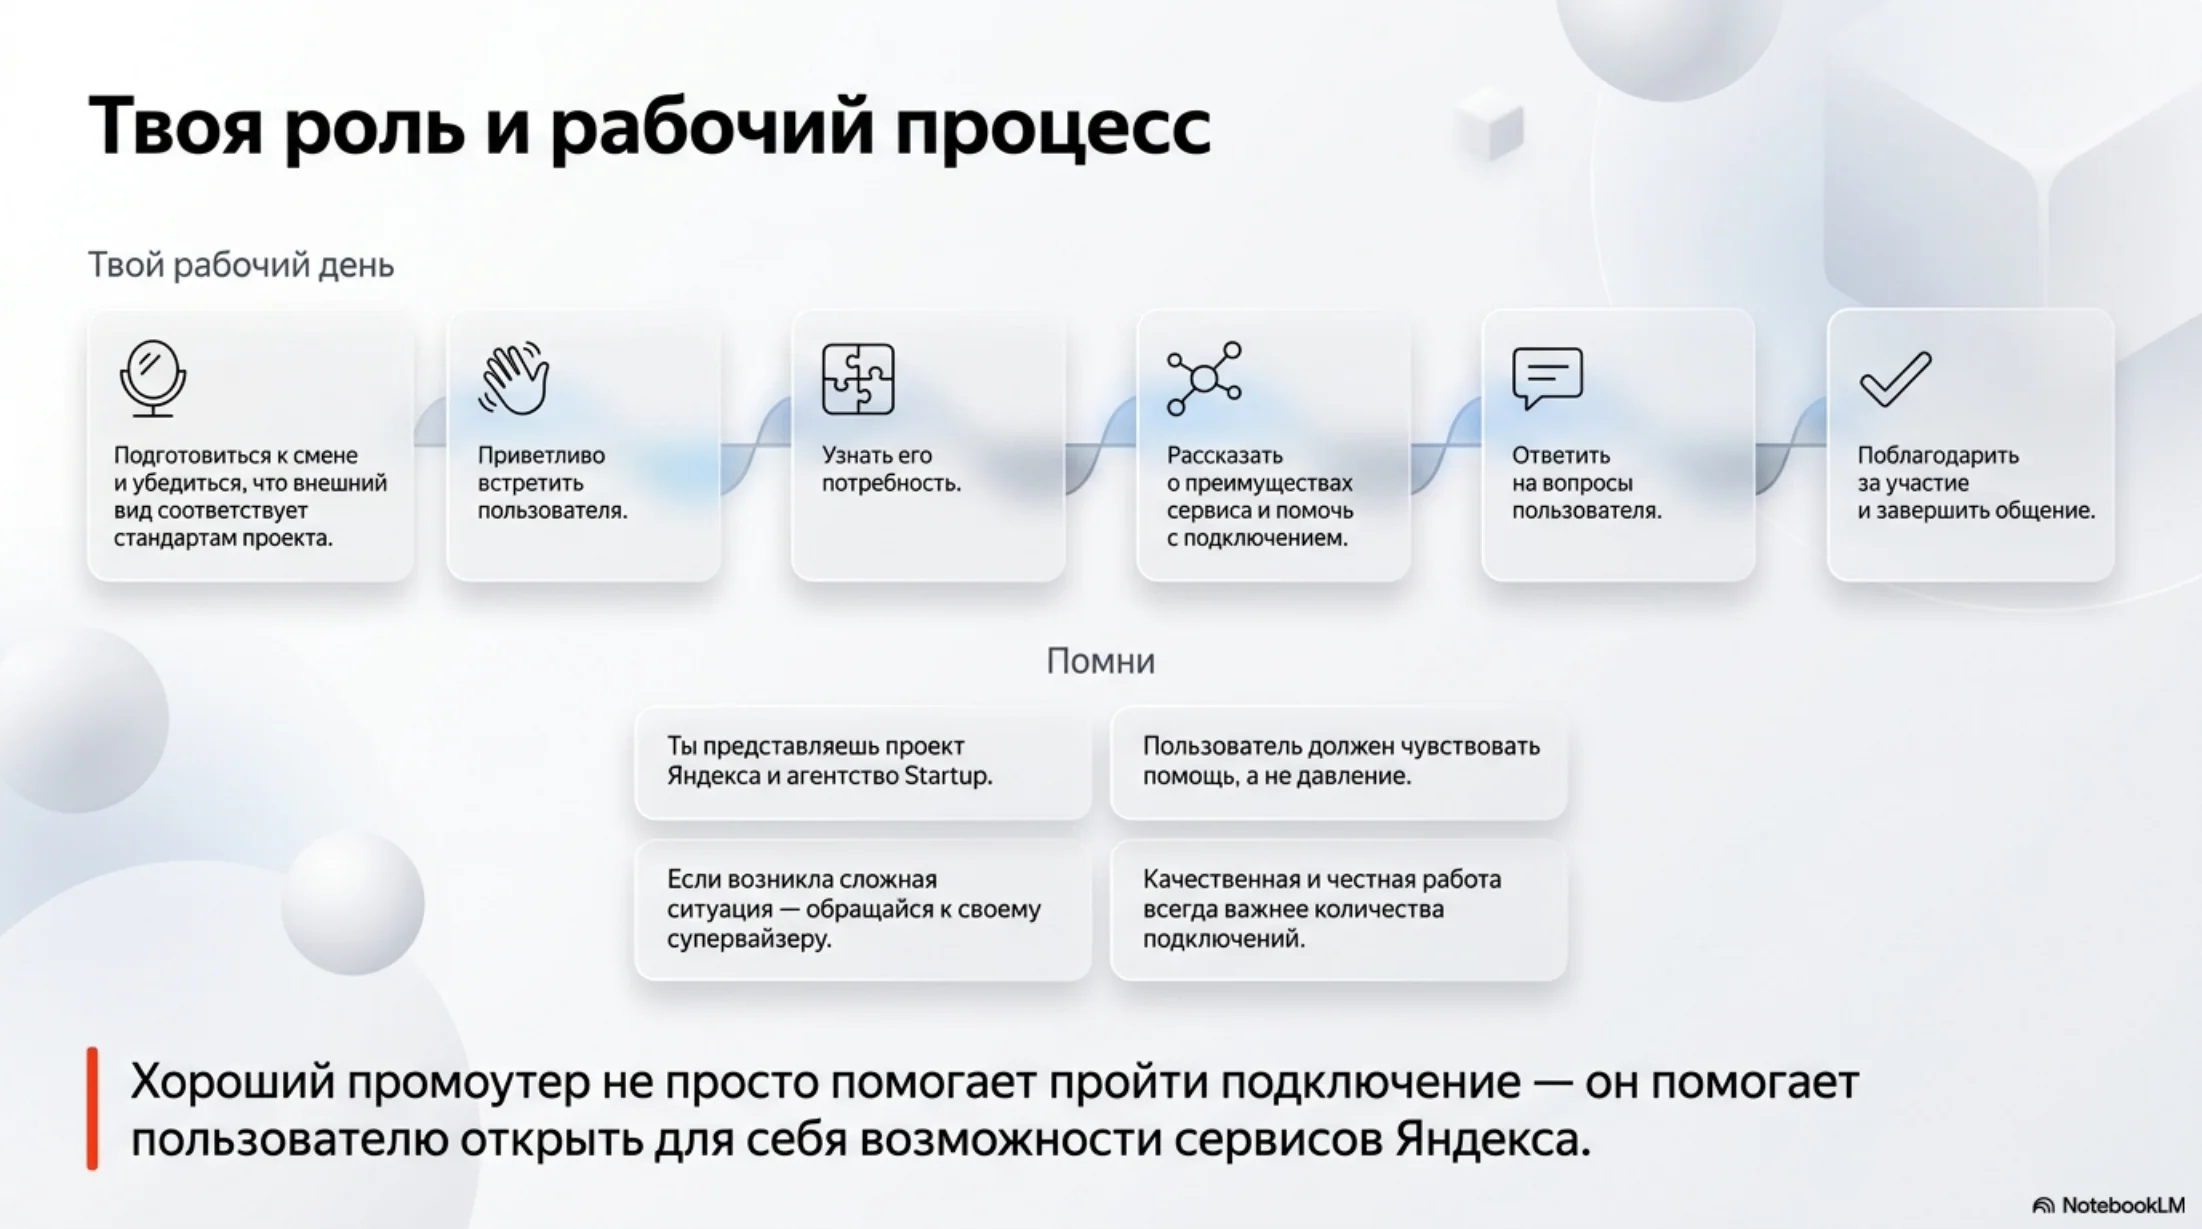 Твоя роль и рабочий процесс
Твой рабочий день
Подготовиться к смене
и убедиться, что внешний
вид соответствует
стандартам проекта.
Приветливо
встретить
пользователя.
Узнать его
потребность.
Рассказать
о преимуществах
сервиса и помочь
с подключением.
Ответить
на вопросы
пользователя.
Поблагодарить
за участие
и завершить общение.
Помни
Ты представляешь проект
Яндекса и агентство Startup.
Пользователь должен чувствовать
помощь, а не давление.
Если возникла сложная
ситуация — обращайся к своему
супервайзеру.
Качественная и честная работа
всегда важнее количества
подключений.
Хороший промоутер не просто помогает пройти подключение — он помогает
пользователю открыть для себя возможности сервисов Яндекса.
NotebookLM